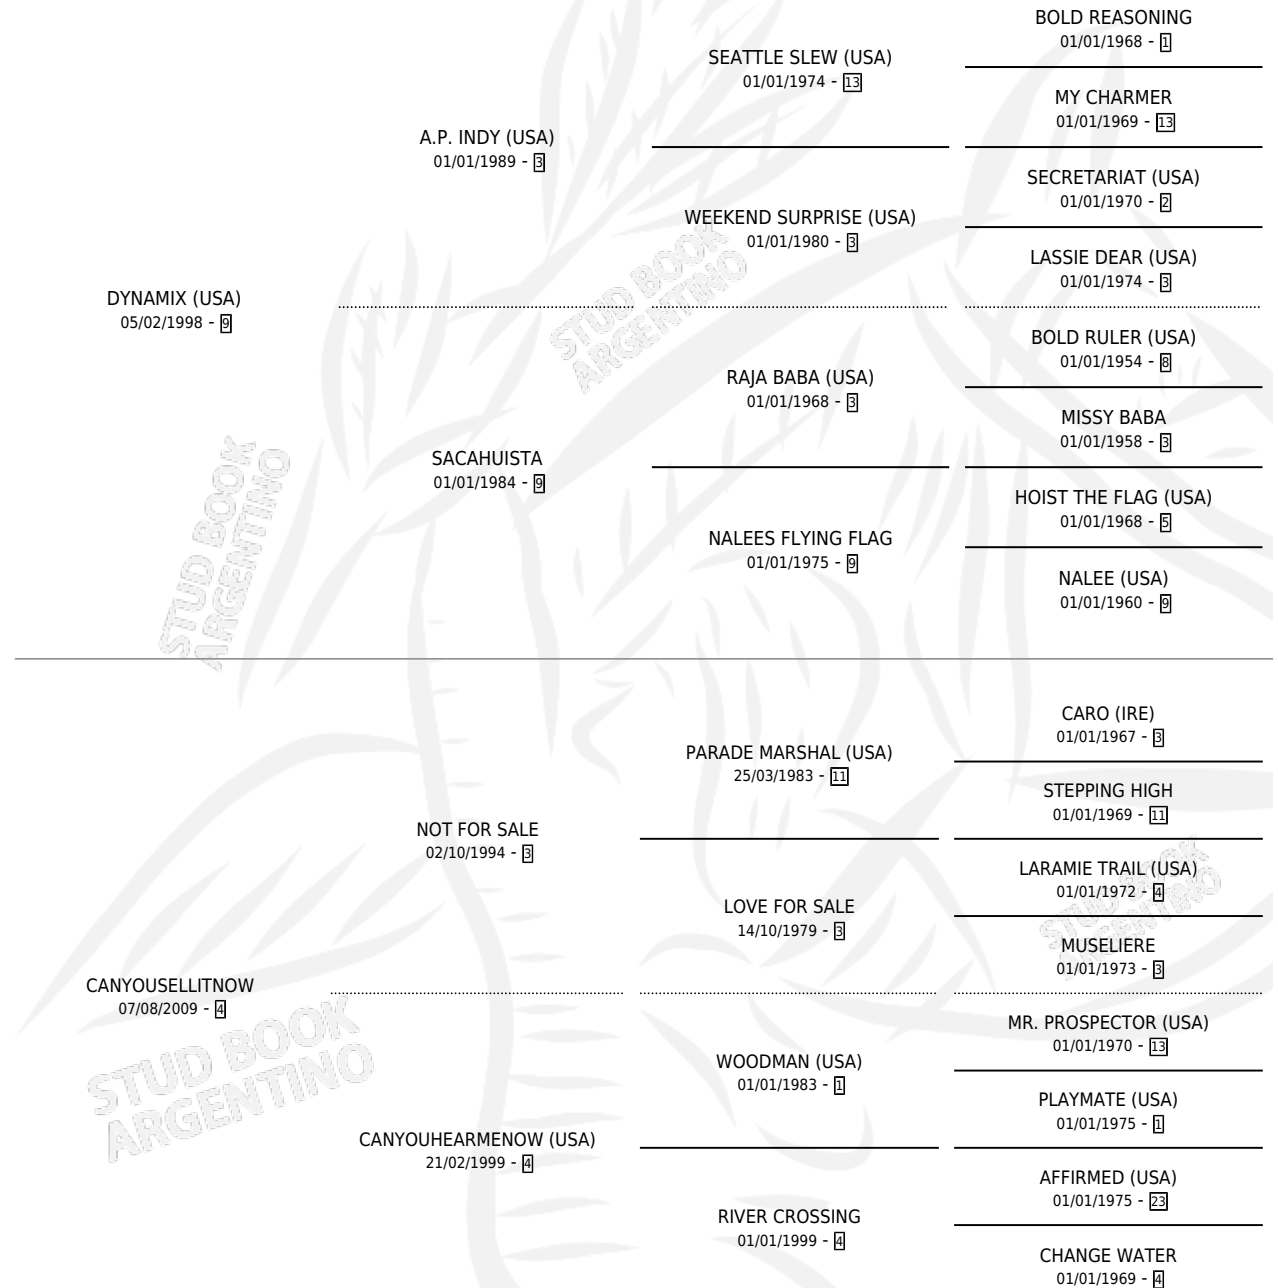 BOLD REASONING
01/01/1968 - 1
SEATTLE SLEW (USA)
01/01/1974 - 13
MY CHARMER
01/01/1969 - 13
A.P. INDY (USA)
01/01/1989 - 3
SECRETARIAT (USA)
01/01/1970 - 2
WEEKEND SURPRISE (USA)
01/01/1980 - 3
LASSIE DEAR (USA)
01/01/1974 - 3
DYNAMIX (USA)
05/02/1998 - 9
STUD BOOK
ARGENTINO
BOLD RULER (USA)
01/01/1954 - 8
RAJA BABA (USA)
01/01/1968 - 3
MISSY BABA
01/01/1958 - 3
SACAHUISTA
01/01/1984 - 9
HOIST THE FLAG (USA)
01/01/1968 - 5
NALEES FLYING FLAG
01/01/1975 - 9
NALEE (USA)
01/01/1960 - 9
STUD BOOK
ARGENTINO
CARO (IRE)
01/01/1967 - 3
PARADE MARSHAL (USA)
25/03/1983 - 11
STEPPING HIGH
01/01/1969 - 11
NOT FOR SALE
02/10/1994 - 3
LARAMIE TRAIL (USA)
01/01/1972 - 4
LOVE FOR SALE
14/10/1979 - 3
STUD BOOK
ARGENTINO
MUSELIERE
01/01/1973 - 3
CANYOUSELLITNOW
07/08/2009 - 4
STUD BOOK
ARGENTINO
MR. PROSPECTOR (USA)
01/01/1970 - 13
WOODMAN (USA)
01/01/1983 - 1
PLAYMATE (USA)
01/01/1975 - 1
CANYOUHEARMENOW (USA)
21/02/1999 - 4
AFFIRMED (USA)
01/01/1975 - 23
RIVER CROSSING
01/01/1999 - 4
CHANGE WATER
01/01/1969 - 4